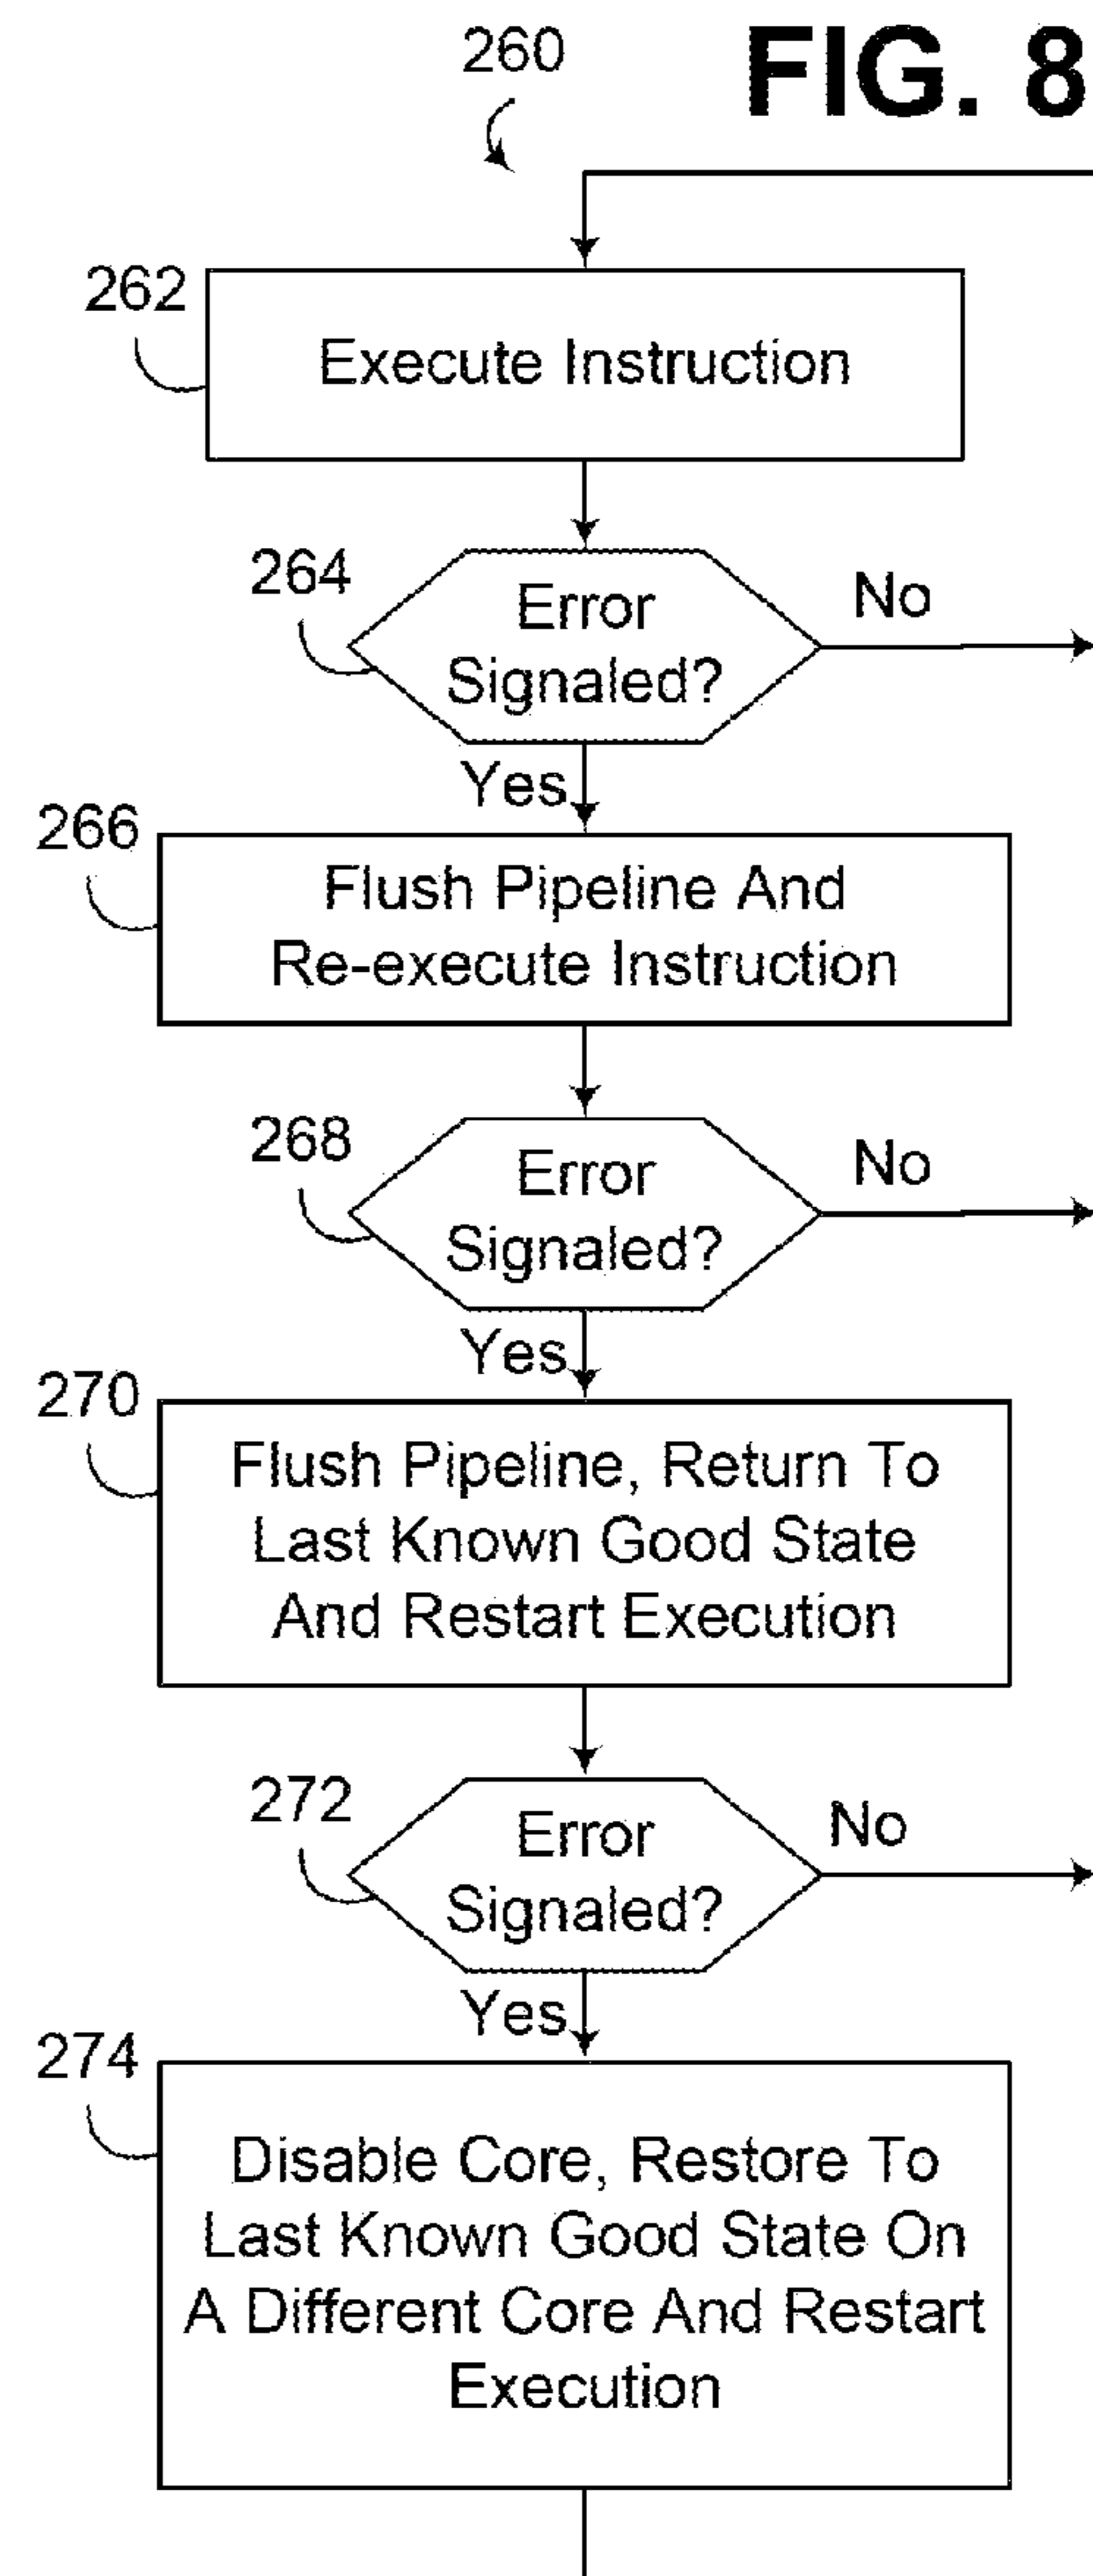 260
FIG. 8
262
Execute Instruction
264
Error
Signaled?
No
Yes
266
Flush Pipeline And
Re-execute Instruction
268
Error
Signaled?
No
Yes
270
Flush Pipeline, Return To
Last Known Good State
And Restart Execution
272
Error
Signaled?
No
Yes
274
Disable Core, Restore To
Last Known Good State On
A Different Core And Restart
Execution